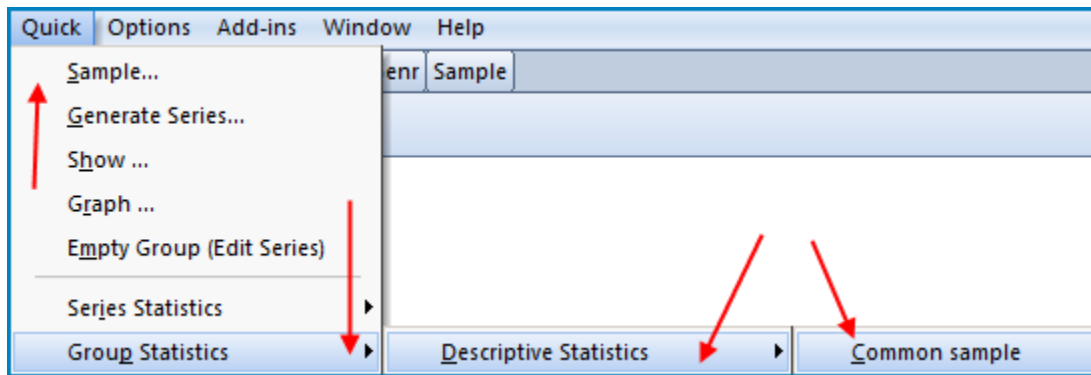 Quick Options Add-ins Window Help
Sample...
enr Sample
Generate Series...
Show ...
Graph ...
Empty Group (Edit Series)
Series Statistics
Group Statistics Descriptive Statistics Common sample